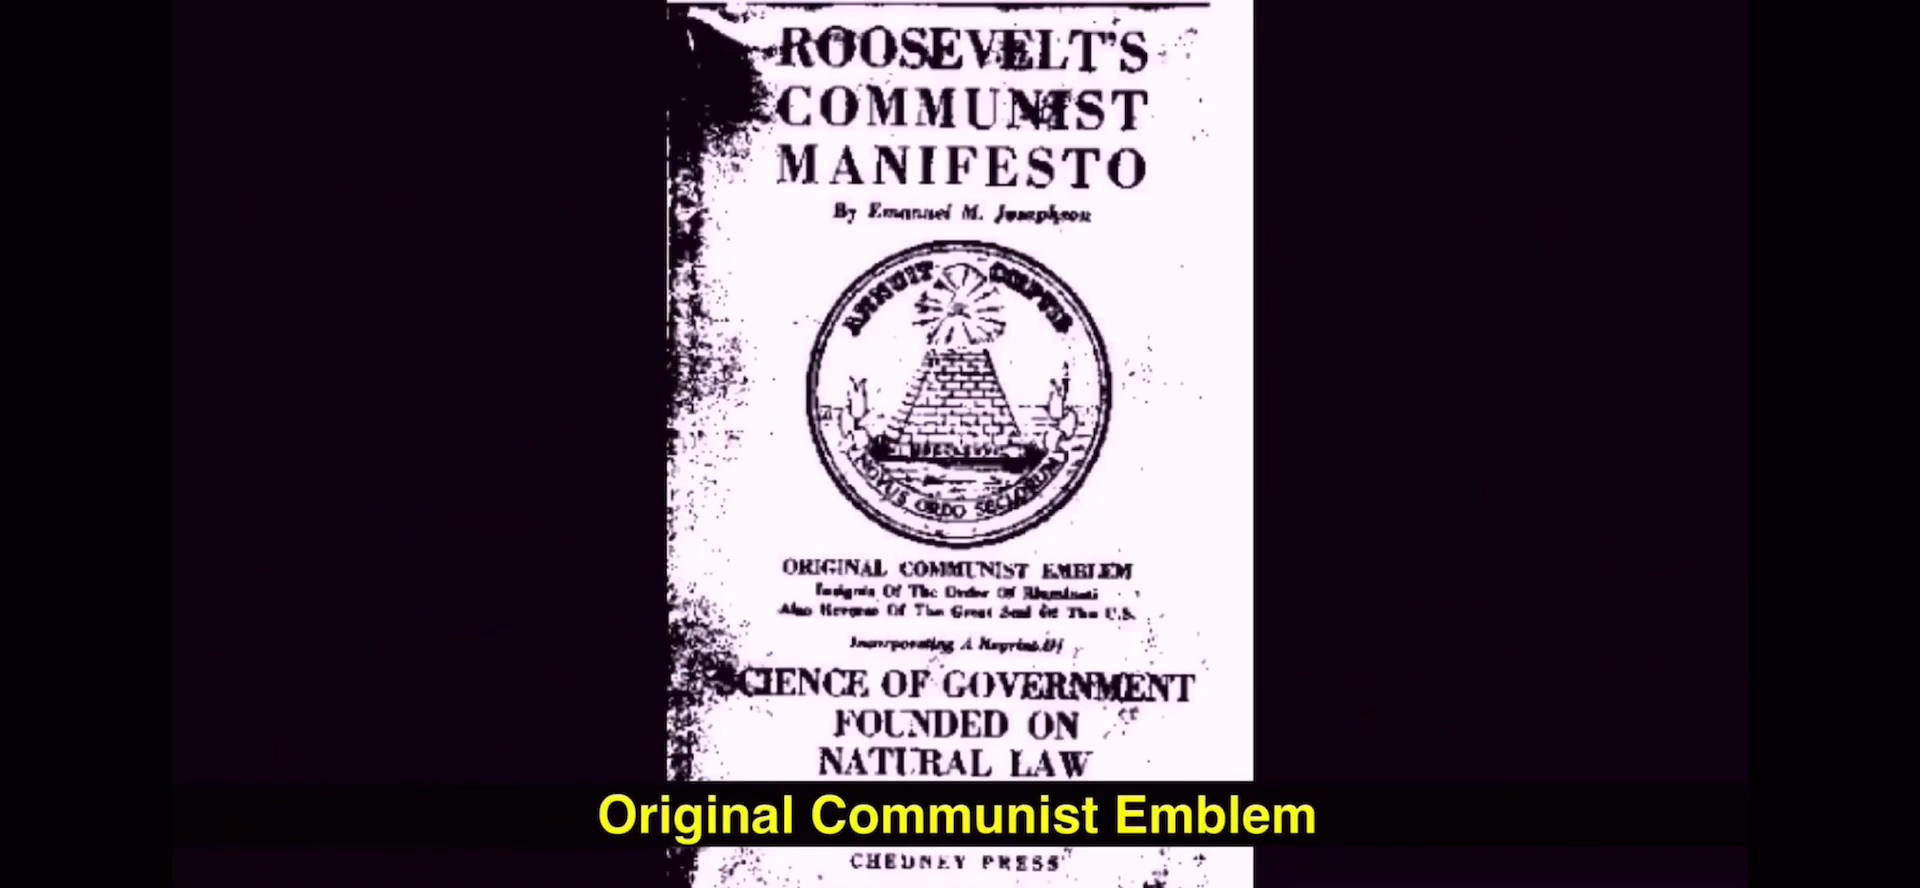 ROOSEVELT'S
COMMUNIST
MANIFESTO
By Emanuel M. Josephson
ANNUIT COEPTIS
NOVUS ORDO SECLORUM
ORIGINAL COMMUNIST EMBLEM
Insignia Of The Order Of Illuminati
Also Reverse Of The Great Seal Of The U.S.
Incorporating A Reprint Of
SCIENCE OF GOVERNMENT
FOUNDED ON
NATURAL LAW
Original Communist Emblem
CHEDNEY PRESS